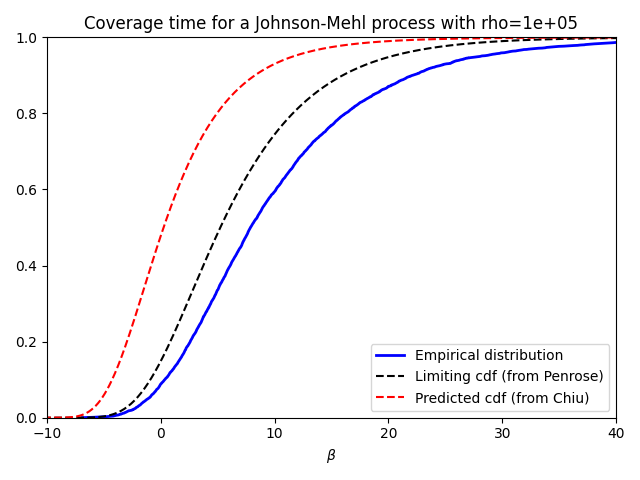 Coverage time for a Johnson-Mehl process with rho=1e+05
1.0
0.8
0.6
0.4
0.2
0.0
Empirical distribution
Limiting cdf (from Penrose)
Predicted cdf (from Chiu)
−10 0 10 20 30 40
β